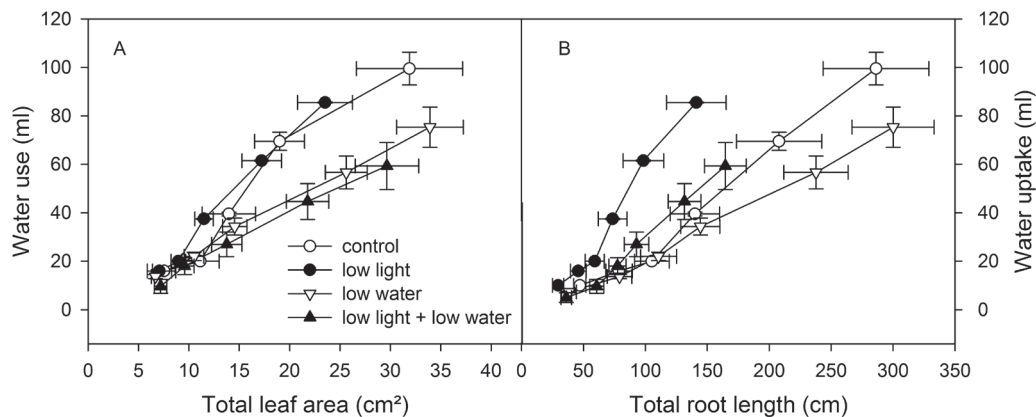 120
100
80
60
40
20
0
Water use (ml)
A
control
low light
low water
low light + low water
0 5 10 15 20 25 30 35 40
Total leaf area (cm²)
B
0 50 100 150 200 250 300 350
Total root length (cm)
120
100
80
60
40
20
0
Water uptake (ml)